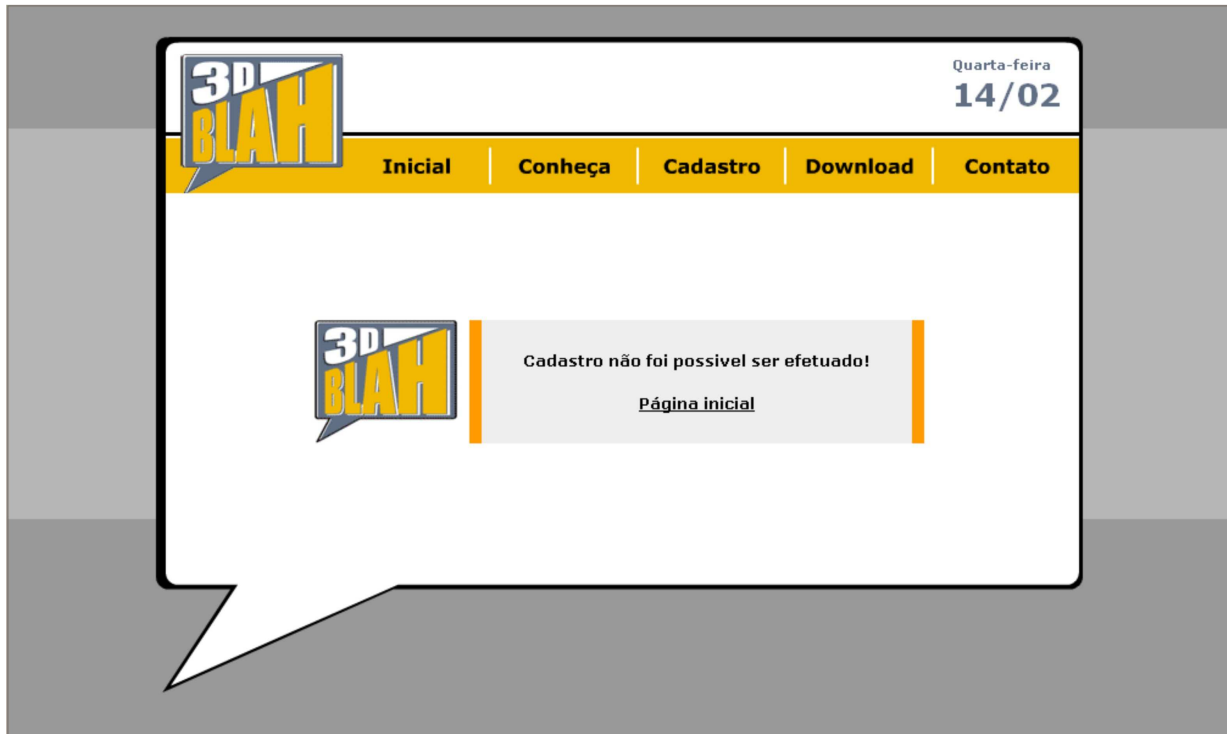 3D
BLAH
Quarta-feira
14/02
Inicial
Conheça
Cadastro
Download
Contato
3D
BLAH
Cadastro não foi possivel ser efetuado!
Página inicial